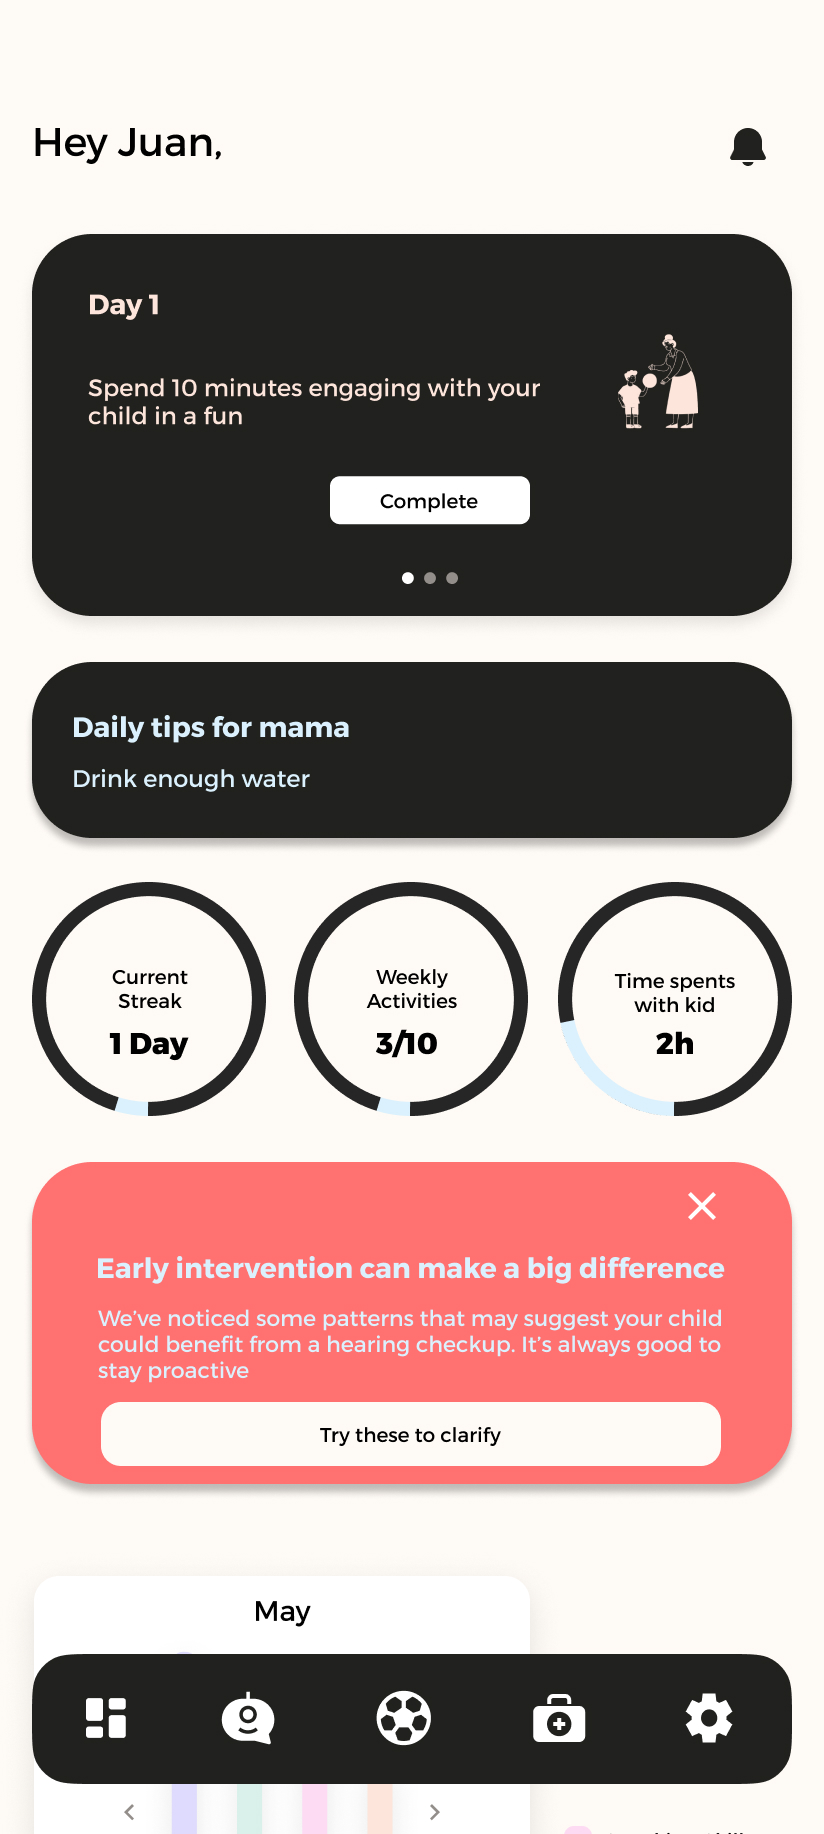 Hey Juan,
Day 1
Spend 10 minutes engaging with your
child in a fun
Complete
Daily tips for mama
Drink enough water
Current
Streak
1 Day
Weekly
Activities
3/10
Time spents
with kid
2h
Early intervention can make a big difference
We’ve noticed some patterns that may suggest your child
could benefit from a hearing checkup. It’s always good to
stay proactive
Try these to clarify
May